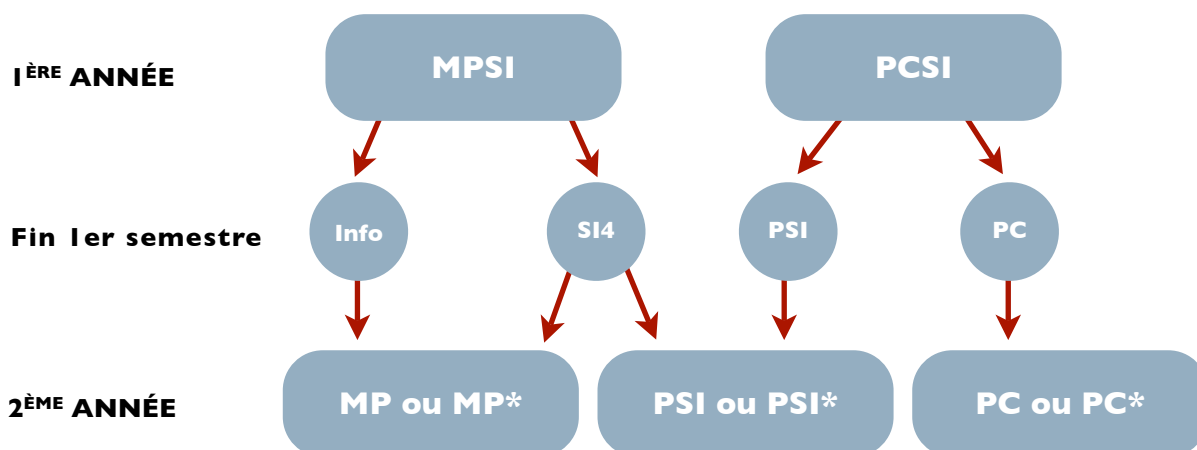 1ÈRE ANNÉE
MPSI
PCSI
Fin 1er semestre
Info
SI4
PSI
PC
2ÈME ANNÉE
MP ou MP*
PSI ou PSI*
PC ou PC*